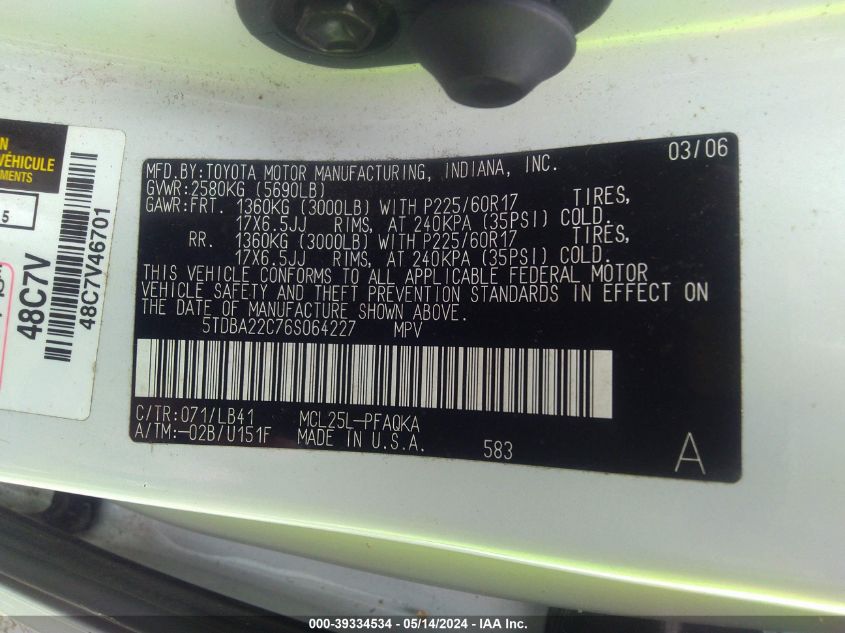 N
VÉHICULE
5
48C7V
48C7V46701
03/06
MFD.BY:TOYOTA MOTOR MANUFACTURING, INDIANA, INC.
GVWR:2580KG (5690LB)
GAWR:FRT. 1360KG (3000LB) WITH P225/60R17 TIRES,
17X6.5JJ RIMS, AT 240KPA (35PSI) COLD.
RR. 1360KG (3000LB) WITH P225/60R17 TIRES,
17X6.5JJ RIMS, AT 240KPA (35PSI) COLD.
THIS VEHICLE CONFORMS TO ALL APPLICABLE FEDERAL MOTOR
VEHICLE SAFETY AND THEFT PREVENTION STANDARDS IN EFFECT ON
THE DATE OF MANUFACTURE SHOWN ABOVE.
5TDBA22C76S064227 MPV
C/TR:071/LB41 MCL25L-PFAQKA
A/TM:-02B/U151F MADE IN U.S.A. 583
A
000-39334534 - 05/14/2024 - IAA Inc.